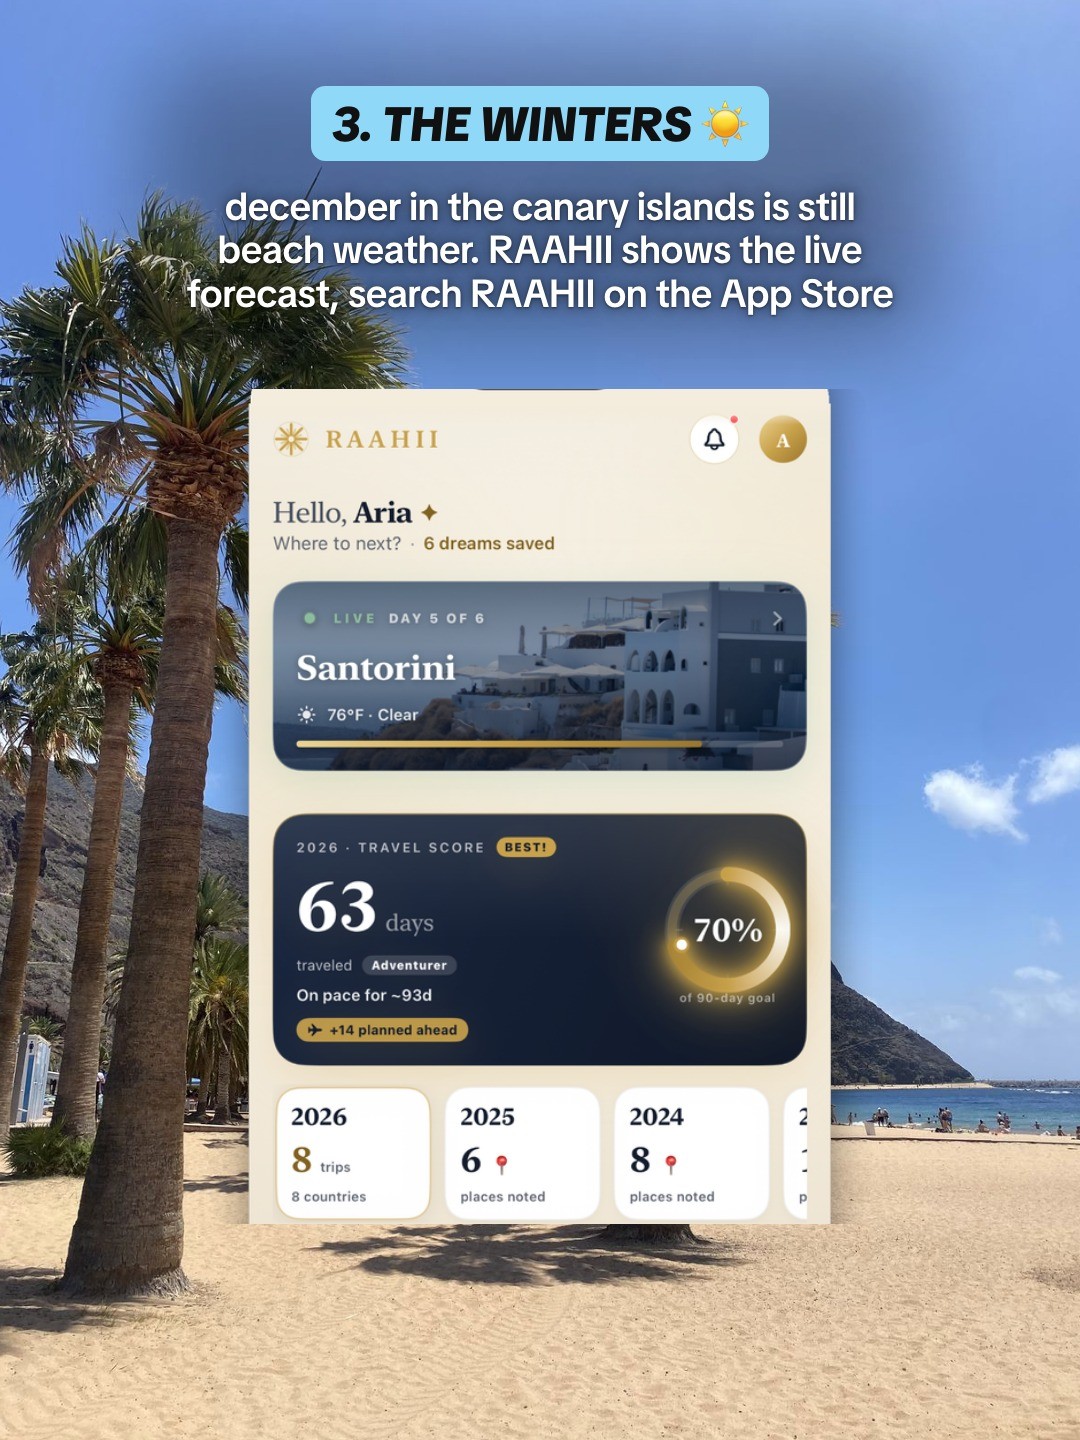 3. THE WINTERS ☀️
december in the canary islands is still
beach weather. RAAHII shows the live
forecast, search RAAHII on the App Store
RAAHII
A
Hello, Aria ✦
Where to next? · 6 dreams saved
LIVE DAY 5 OF 6
Santorini
76°F · Clear
2026 · TRAVEL SCORE BEST!
63 days
70%
traveled Adventurer
On pace for ~93d
of 90-day goal
+14 planned ahead
2026
8 trips
8 countries
2025
6 📍
places noted
2024
8 📍
places noted